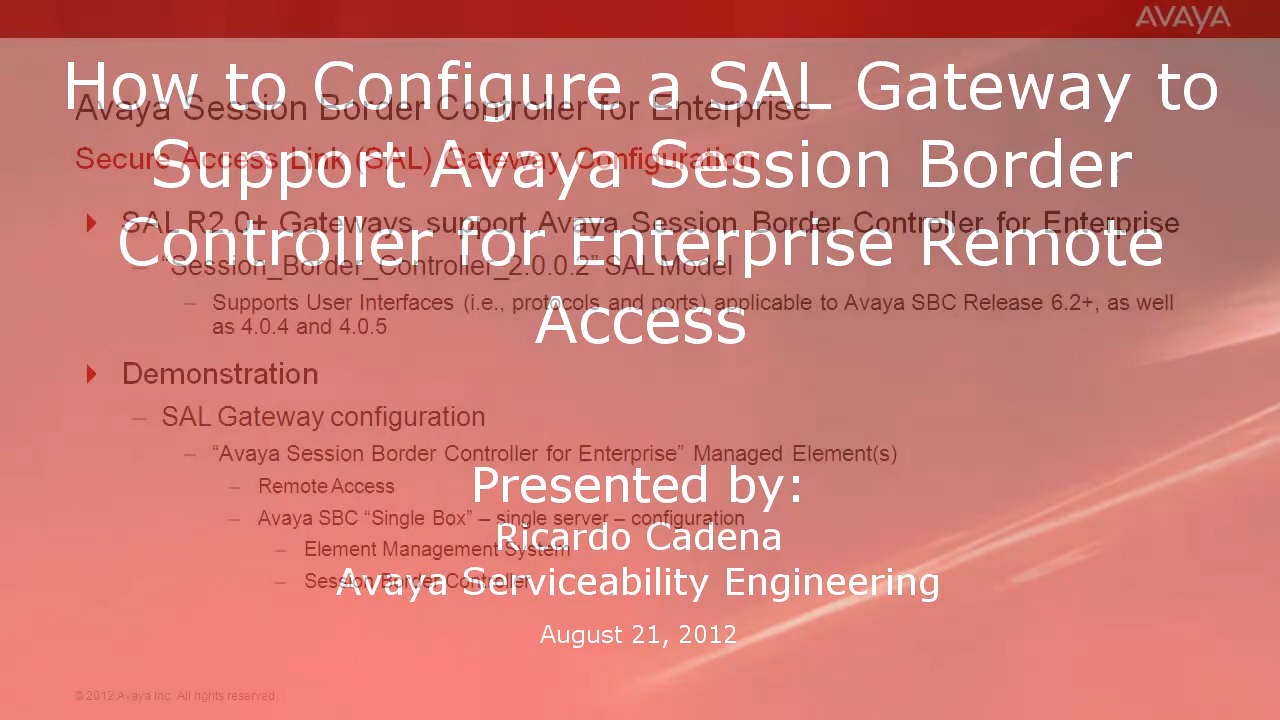 AVAYA
How to Configure a SAL Gateway to
Support Avaya Session Border
Controller for Enterprise Remote
Access
Presented by:
Ricardo Cadena
Avaya Serviceability Engineering
August 21, 2012
Avaya Session Border Controller for Enterprise
Secure Access Link (SAL) Gateway Configuration
SAL R2.0+ Gateways support Avaya Session Border Controller for Enterprise
– “Session_Border_Controller_2.0.0.2” SAL Model
– Supports User Interfaces (i.e., protocols and ports) applicable to Avaya SBC Release 6.2+, as well
as 4.0.4 and 4.0.5
Demonstration
– SAL Gateway configuration
– “Avaya Session Border Controller for Enterprise” Managed Element(s)
– Remote Access
– Avaya SBC “Single Box” – single server – configuration
– Element Management System
– Session Border Controller
© 2012 Avaya Inc. All rights reserved.